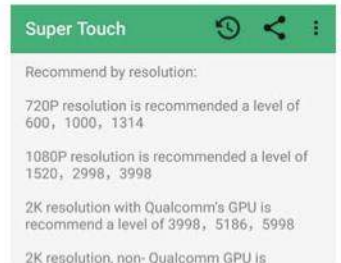 Super Touch
Recommend by resolution:
720P resolution is recommended a level of
600, 1000, 1314
1080P resolution is recommended a level of
1520, 2998, 3998
2K resolution with Qualcomm's GPU is
recommend a level of 3998, 5186, 5998
2K resolution, non- Qualcomm GPU is